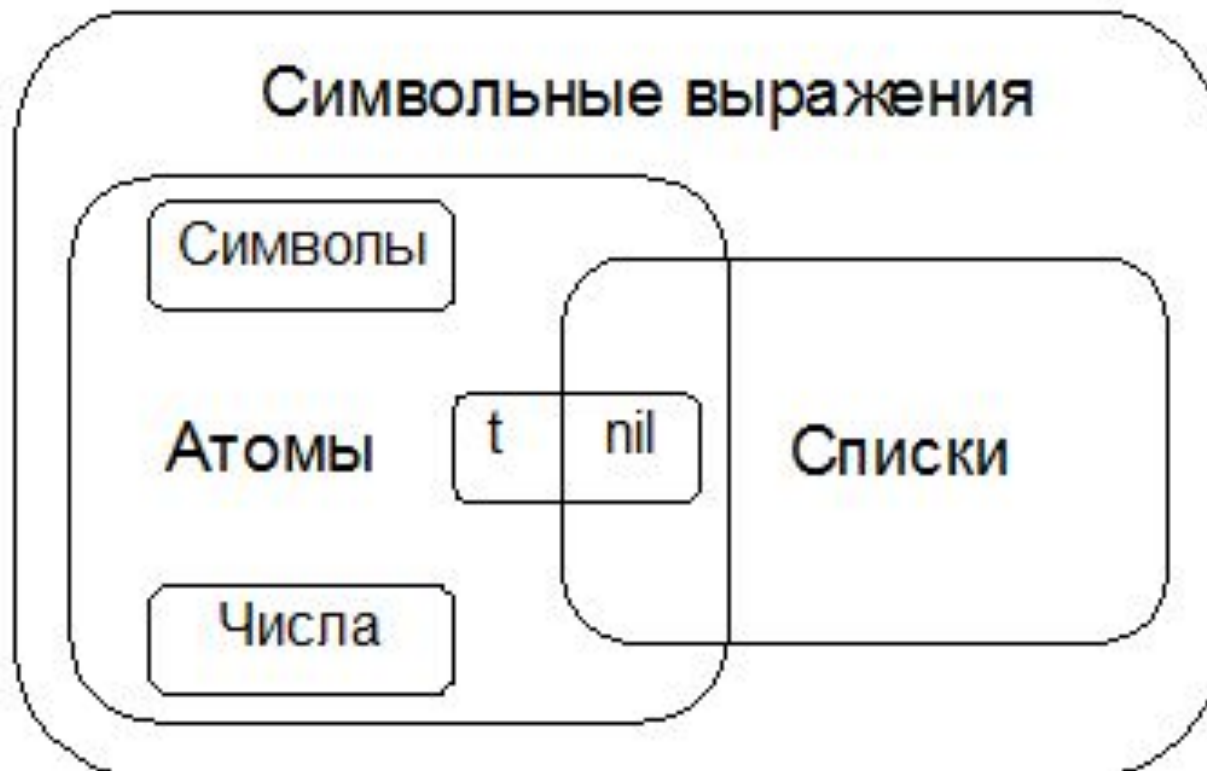 Символьные выражения
Символы
Атомы
t
nil
Списки
Числа